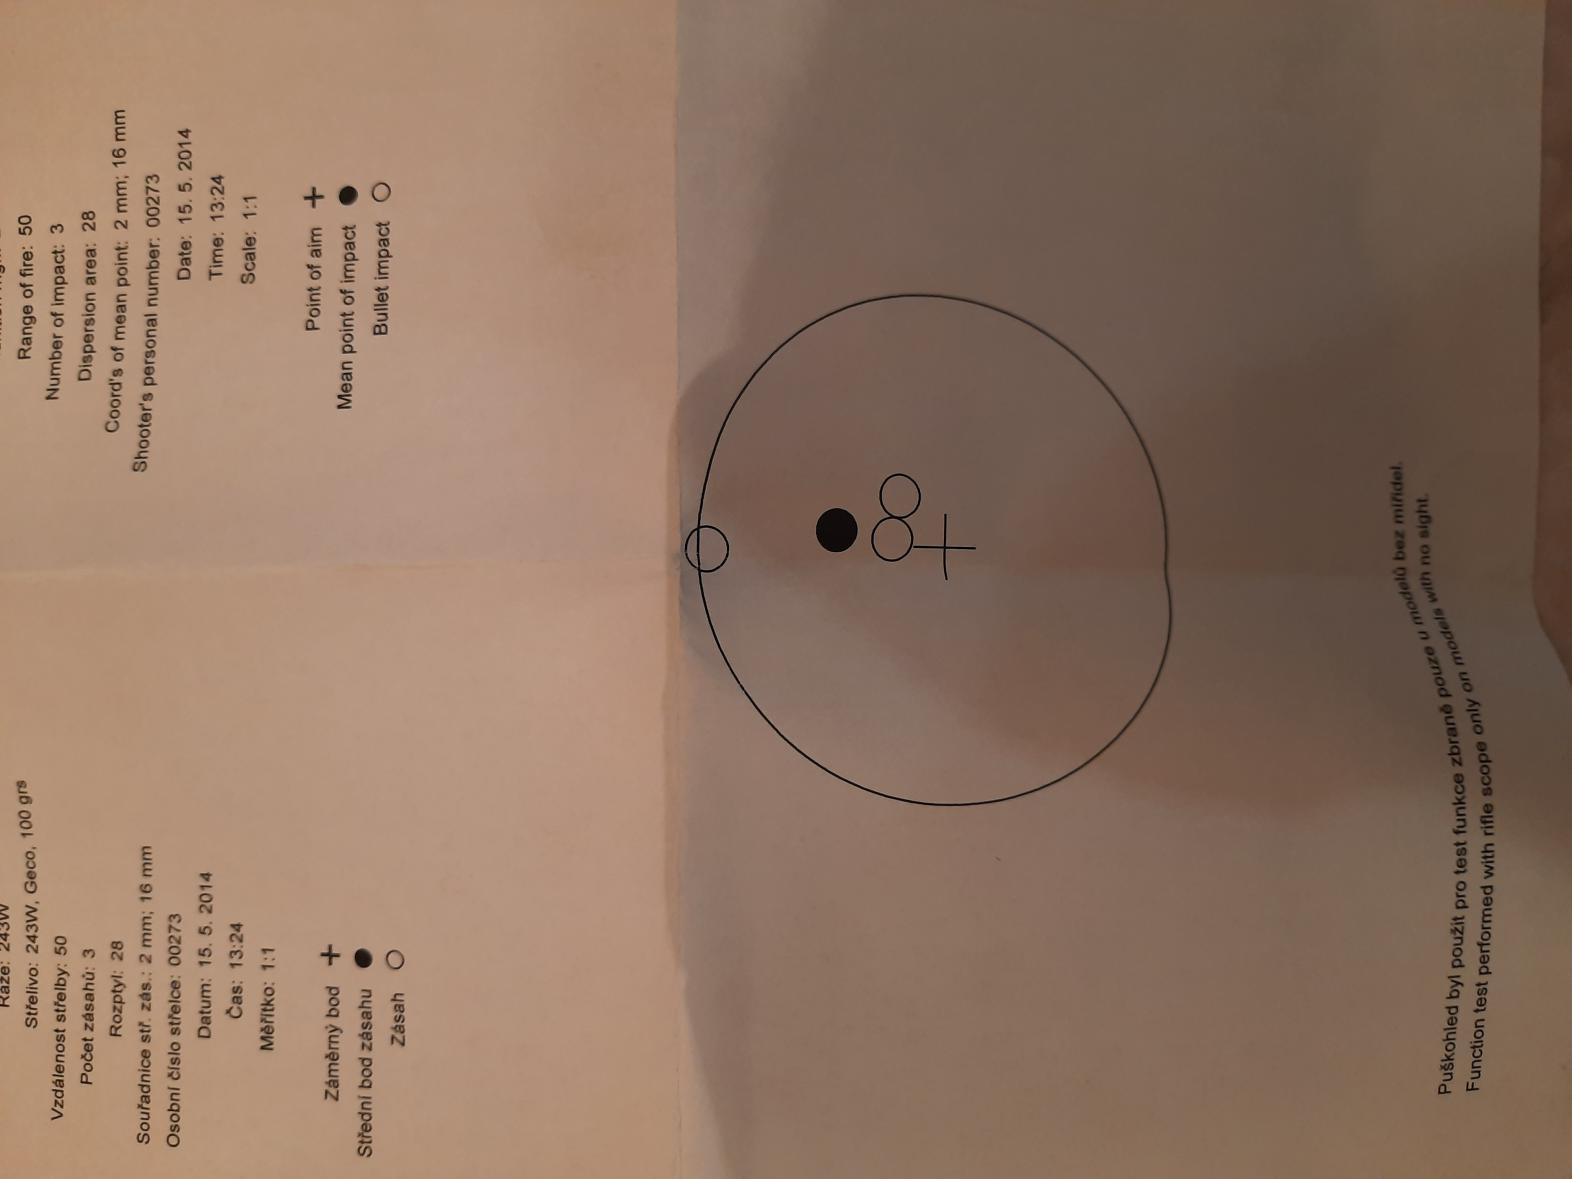 Ráže: 243W
Střelivo: 243W, Geco, 100 grs
Vzdálenost střelby: 50
Počet zásahů: 3
Rozptyl: 28
Souřadnice stř. zás.: 2 mm; 16 mm
Osobní číslo střelce: 00273
Datum: 15. 5. 2014
Čas: 13:24
Měřítko: 1:1
Záměrný bod
Střední bod zásahu
Zásah
Range of fire: 50
Number of impact: 3
Dispersion area: 28
Coord's of mean point: 2 mm; 16 mm
Shooter's personal number: 00273
Date: 15. 5. 2014
Time: 13:24
Scale: 1:1
Point of aim
Mean point of impact
Bullet impact
Puškohled byl použit pro test funkce zbraně pouze u modelů bez mířidel.
Function test performed with rifle scope only on models with no sight.